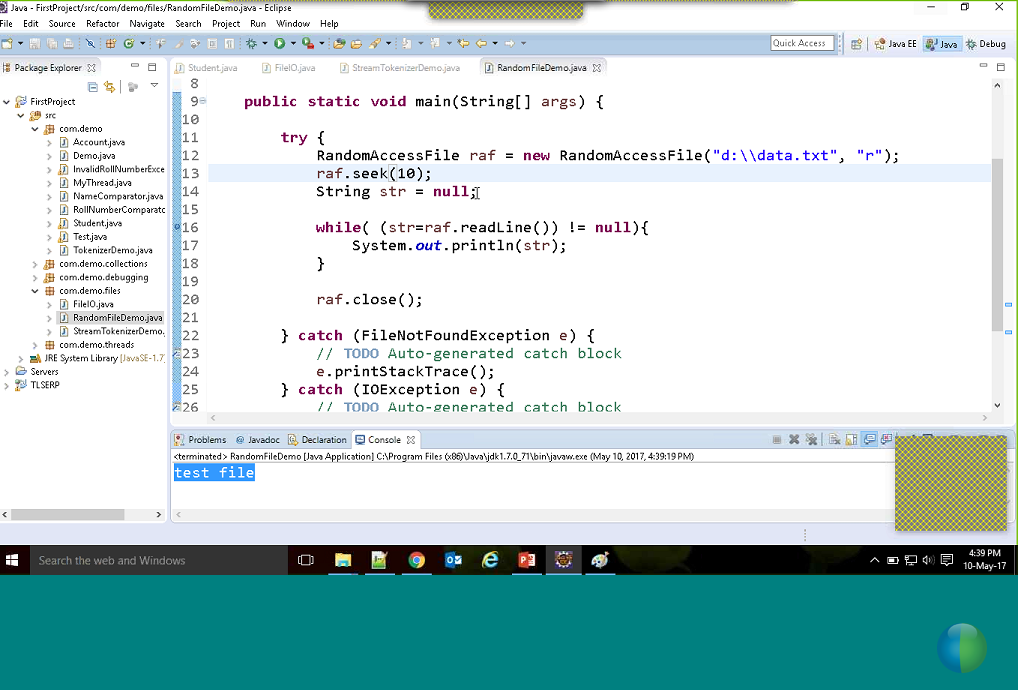 Java - FirstProject/src/com/demo/files/RandomFileDemo.java - Eclipse
File Edit Source Refactor Navigate Search Project Run Window Help
Quick Access Java EE Java Debug
Package Explorer
FirstProject
src
com.demo
Account.java
Demo.java
InvalidRollNumberExce
MyThread.java
NameComparator.java
RollNumberComparato
Student.java
Test.java
TokenizerDemo.java
com.demo.collections
com.demo.debugging
com.demo.files
FileIO.java
RandomFileDemo.java
StreamTokenizerDemo.
com.demo.threads
JRE System Library [JavaSE-1.7]
Servers
TLSERP
Student.java FileIO.java StreamTokenizerDemo.java RandomFileDemo.java
8
9 public static void main(String[] args) {
10
11 try {
12 RandomAccessFile raf = new RandomAccessFile("d:\\data.txt", "r");
13 raf.seek(10);
14 String str = null;
15
16 while( (str=raf.readLine()) != null){
17 System.out.println(str);
18 }
19
20 raf.close();
21
22 } catch (FileNotFoundException e) {
23 // TODO Auto-generated catch block
24 e.printStackTrace();
25 } catch (IOException e) {
26 // TODO Auto-generated catch block
Problems @ Javadoc Declaration Console
<terminated> RandomFileDemo [Java Application] C:\Program Files (x86)\Java\jdk1.7.0_71\bin\javaw.exe (May 10, 2017, 4:39:19 PM)
test file
Search the web and Windows
4:39 PM
10-May-17